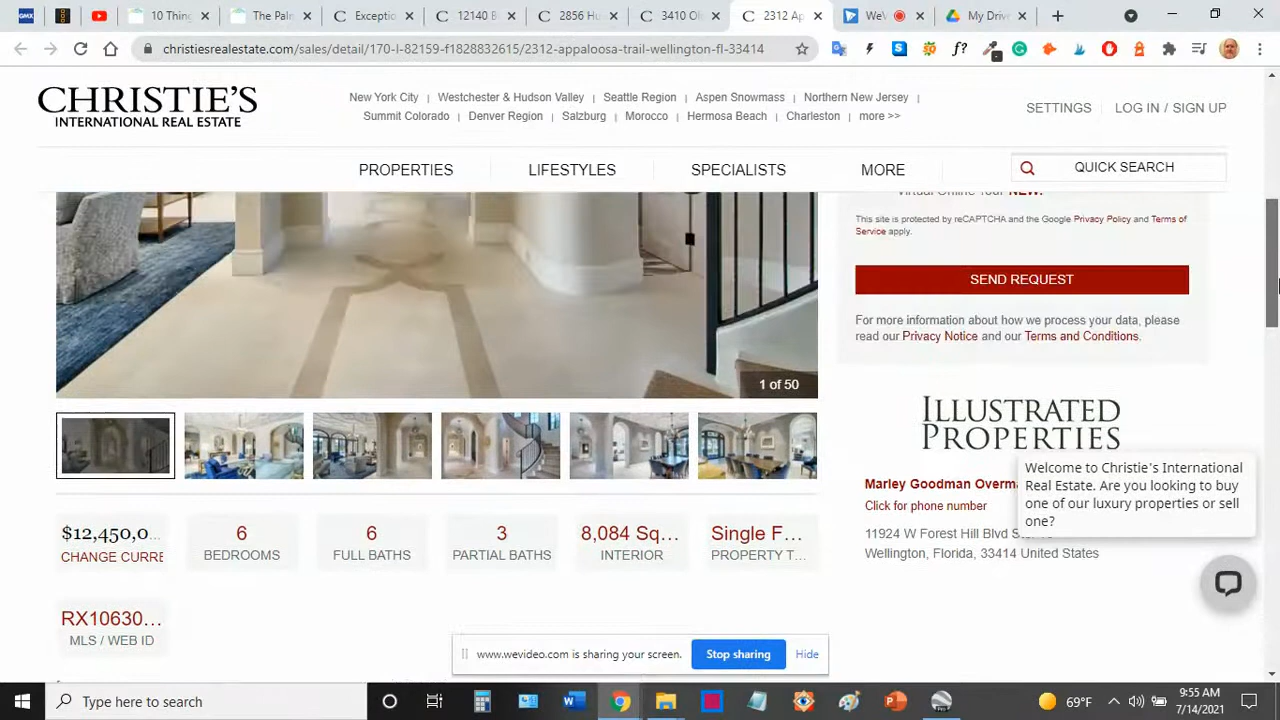 10 Thing
The Palm
Exceptio
12140 D
2856 Hu
3410 Ol
2312 Ap
WeV
My Drive
christiesrealestate.com/sales/detail/170-l-82159-f1828832615/2312-appaloosa-trail-wellington-fl-33414
CHRISTIE'S
INTERNATIONAL REAL ESTATE
New York City | Westchester & Hudson Valley | Seattle Region | Aspen Snowmass | Northern New Jersey |
Summit Colorado | Denver Region | Salzburg | Morocco | Hermosa Beach | Charleston | more >>
SETTINGS
LOG IN / SIGN UP
PROPERTIES
LIFESTYLES
SPECIALISTS
MORE
QUICK SEARCH
Virtual Online Tour NEW!
This site is protected by reCAPTCHA and the Google Privacy Policy and Terms of
Service apply.
SEND REQUEST
For more information about how we process your data, please
read our Privacy Notice and our Terms and Conditions.
1 of 50
ILLUSTRATED
PROPERTIES
Marley Goodman Overm
Click for phone number
11924 W Forest Hill Blvd
Wellington, Florida, 33414 United States
Welcome to Christie's International
Real Estate. Are you looking to buy
one of our luxury properties or sell
one?
$12,450,0...
CHANGE CURRE
6
BEDROOMS
6
FULL BATHS
3
PARTIAL BATHS
8,084 Sq...
INTERIOR
Single F...
PROPERTY T...
RX10630...
MLS / WEB ID
www.wevideo.com is sharing your screen.
Stop sharing
Hide
Type here to search
69°F
9:55 AM
7/14/2021